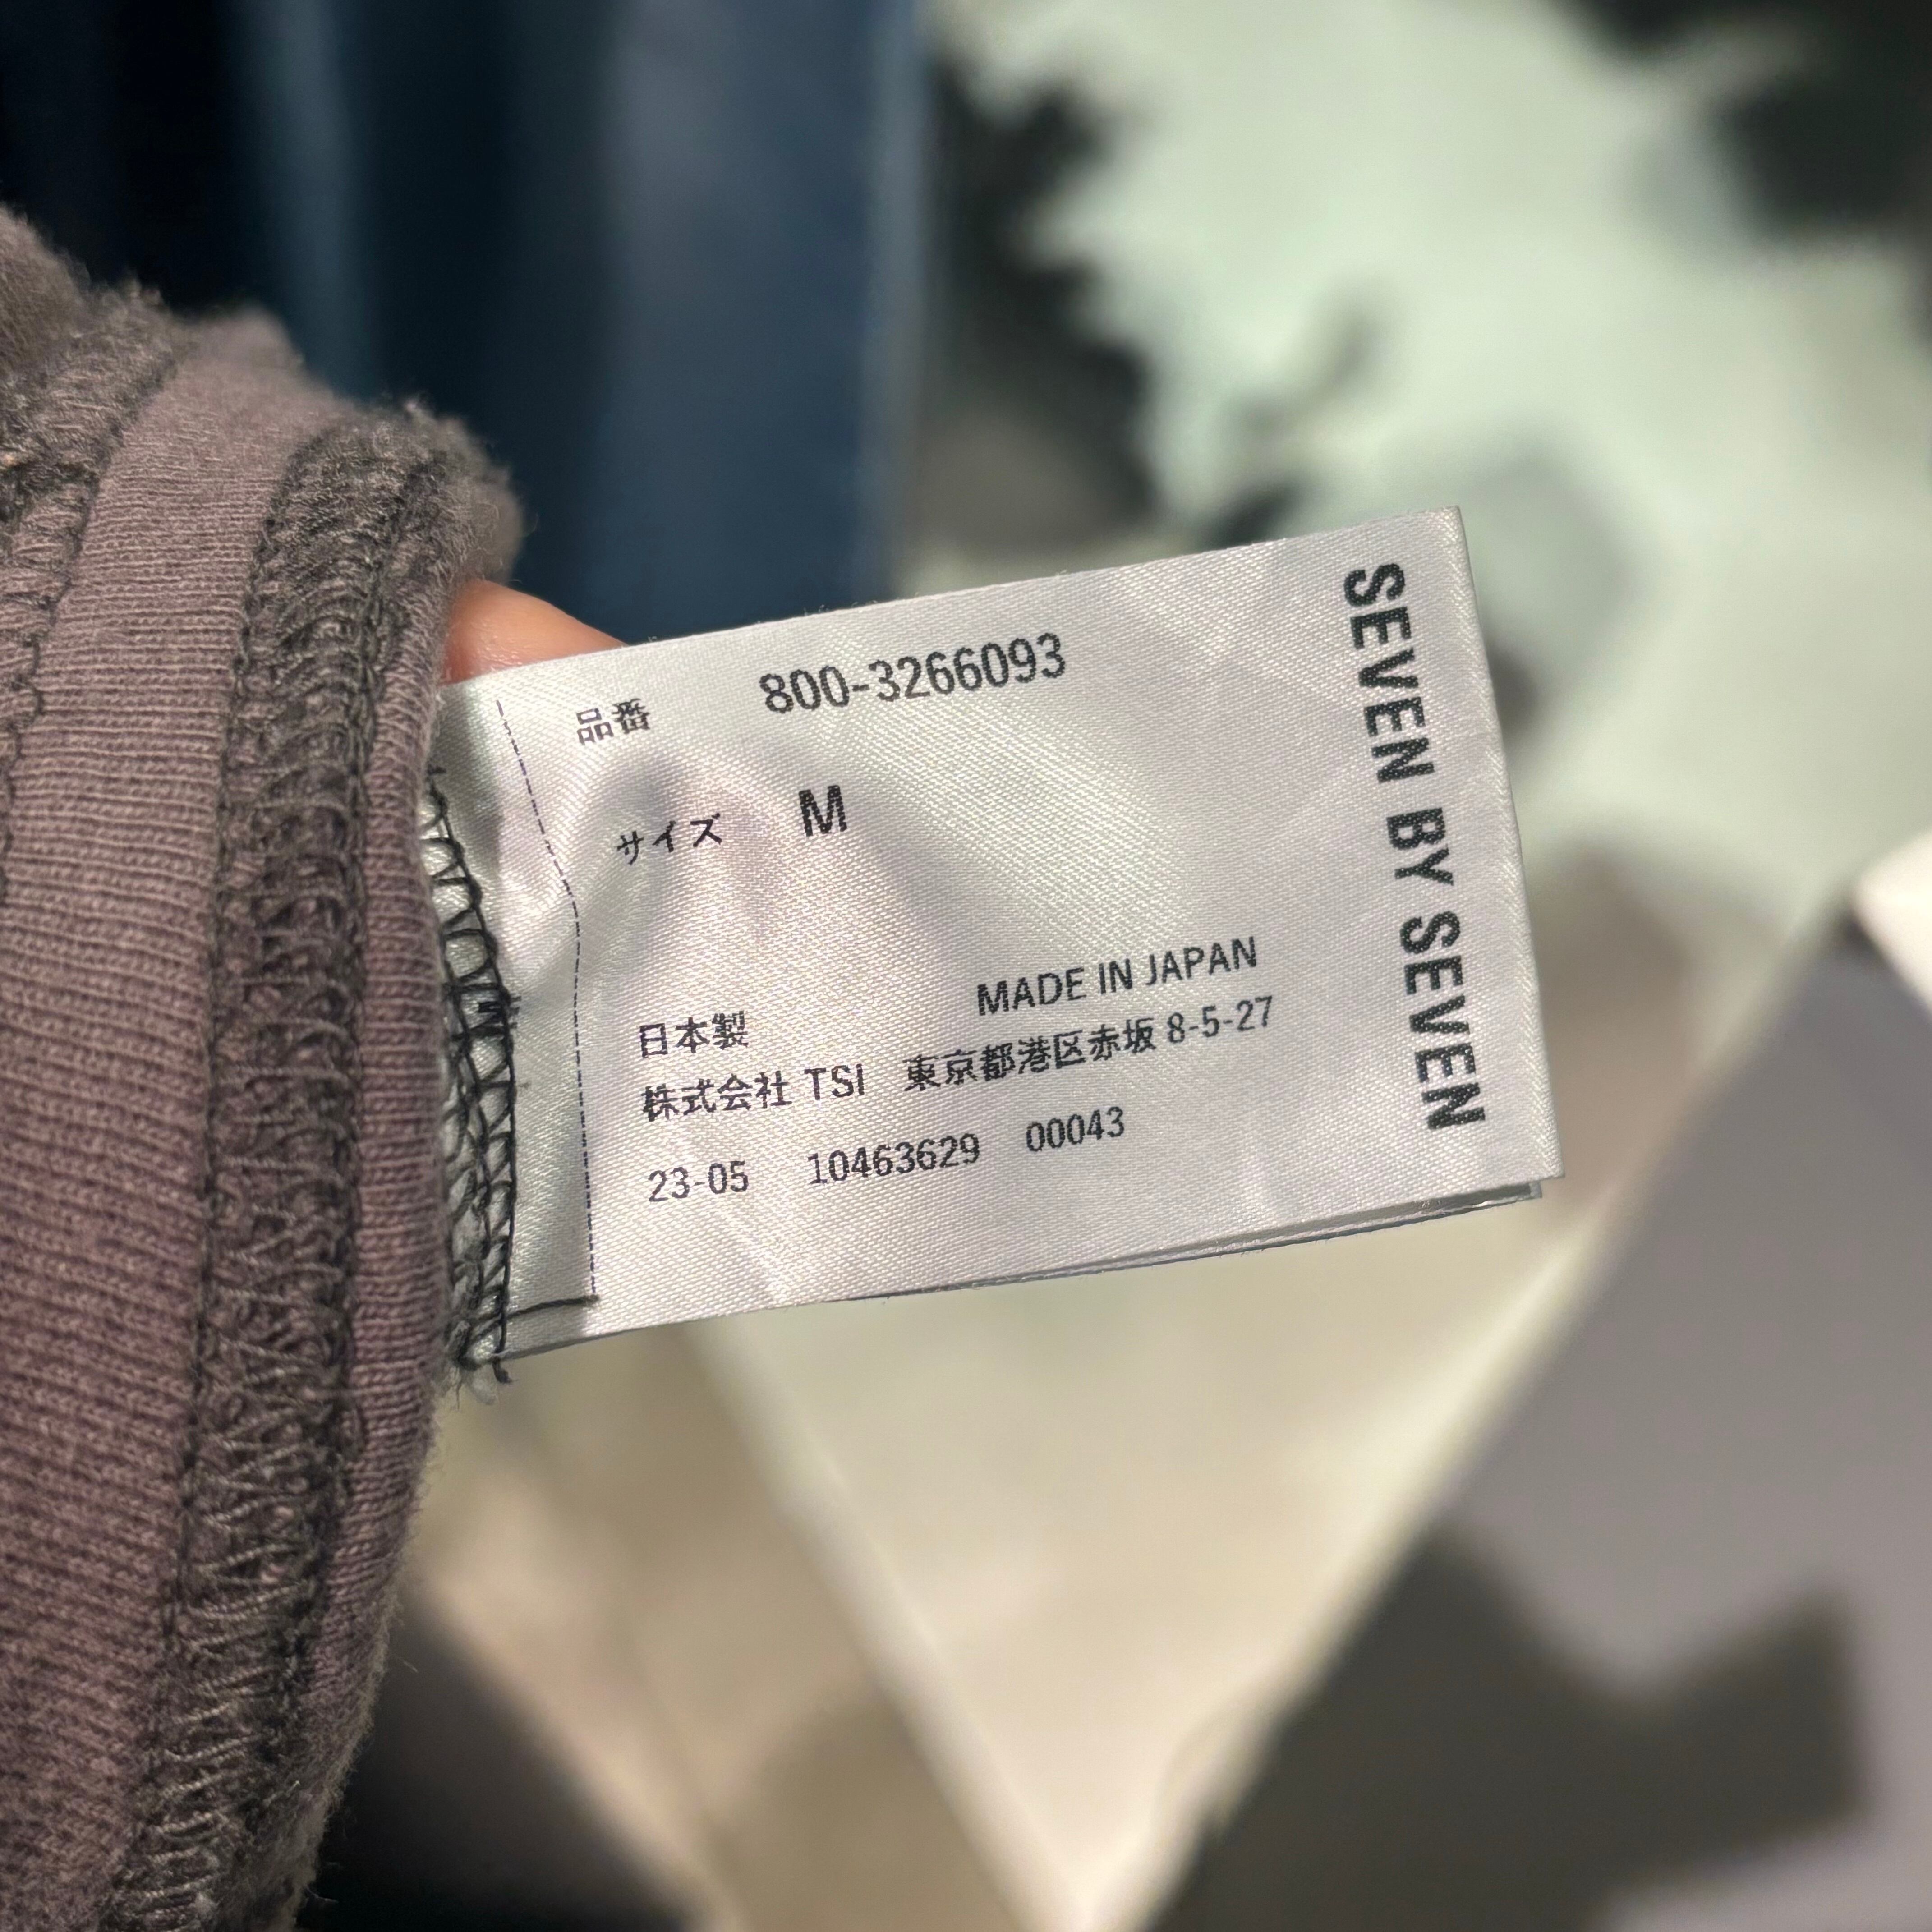 品番 800-3266093
サイズ M
MADE IN JAPAN
日本製
株式会社 TSI 東京都港区赤坂 8-5-27
23-05 10463629 00043
SEVEN BY SEVEN